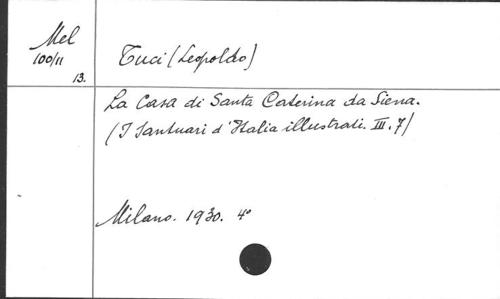 Mel
100/11
13.
Tuci (Leopoldo)
La Casa di Santa Caterina da Siena.
(I Santuari d'Italia illustrati. III. 7)
Milano. 1930. 4°